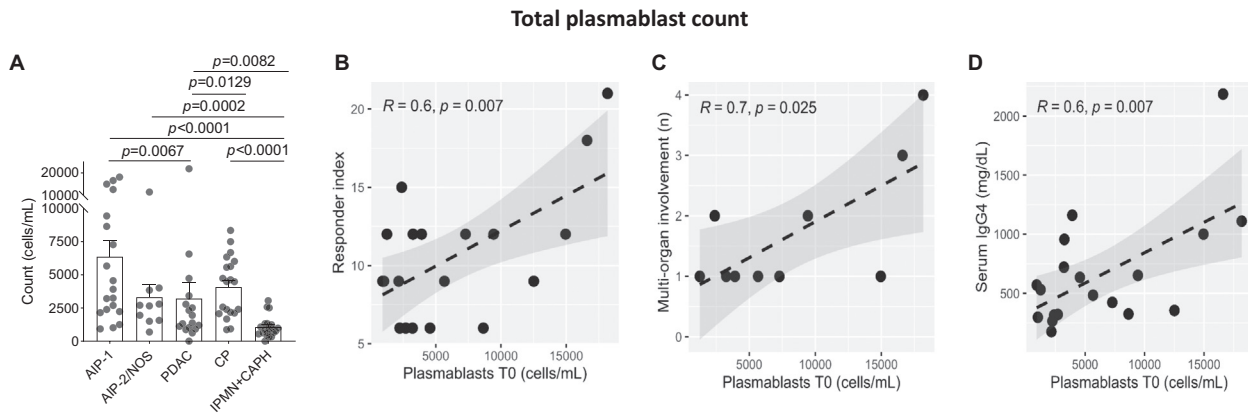 Total plasmablast count
A
p=0.0082
p=0.0129
p=0.0002
p<0.0001
p=0.0067
p<0.0001
Count (cells/mL)
20000
10000
10000
7500
5000
2500
0
AIP-1
AIP-2/NOS
PDAC
CP
IPMN+CAPH
B
R = 0.6, p = 0.007
Responder index
20
15
10
5
5000 10000 15000
Plasmablasts T0 (cells/mL)
C
R = 0.7, p = 0.025
Multi-organ involvement (n)
4
3
2
1
0
5000 10000 15000
Plasmablasts T0 (cells/mL)
D
R = 0.6, p = 0.007
Serum IgG4 (mg/dL)
2000
1500
1000
500
5000 10000 15000
Plasmablasts T0 (cells/mL)